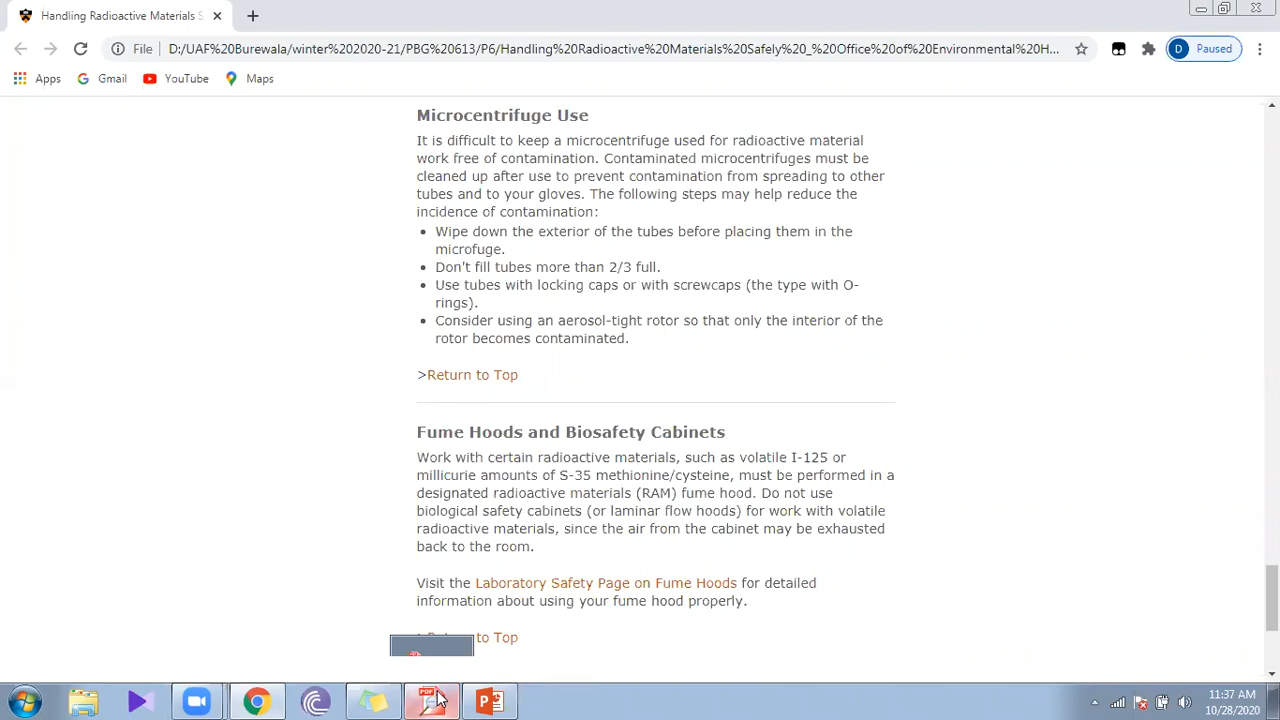 Handling Radioactive Materials S
File
D:/UAF%20Burewala/winter%202020-21/PBG%20613/P6/Handling%20Radioactive%20Materials%20Safely%20_%20Office%20of%20Environmental%20H...
D
Paused
Apps
Gmail
YouTube
Maps
Microcentrifuge Use
It is difficult to keep a microcentrifuge used for radioactive material
work free of contamination. Contaminated microcentrifuges must be
cleaned up after use to prevent contamination from spreading to other
tubes and to your gloves. The following steps may help reduce the
incidence of contamination:
• Wipe down the exterior of the tubes before placing them in the
microfuge.
• Don't fill tubes more than 2/3 full.
• Use tubes with locking caps or with screwcaps (the type with O-
rings).
• Consider using an aerosol-tight rotor so that only the interior of the
rotor becomes contaminated.
>Return to Top
Fume Hoods and Biosafety Cabinets
Work with certain radioactive materials, such as volatile I-125 or
millicurie amounts of S-35 methionine/cysteine, must be performed in a
designated radioactive materials (RAM) fume hood. Do not use
biological safety cabinets (or laminar flow hoods) for work with volatile
radioactive materials, since the air from the cabinet may be exhausted
back to the room.
Visit the Laboratory Safety Page on Fume Hoods for detailed
information about using your fume hood properly.
to Top
PDF
11:37 AM
10/28/2020